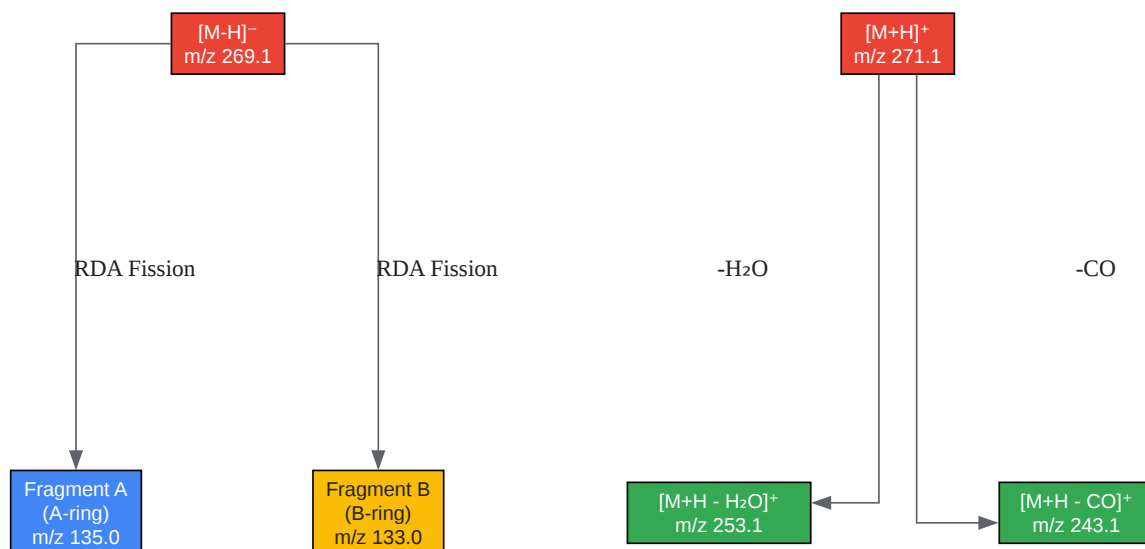 [M-H]⁻
m/z 269.1
[M+H]⁺
m/z 271.1
RDA Fission
RDA Fission
-H₂O
-CO
Fragment A
(A-ring)
m/z 135.0
Fragment B
(B-ring)
m/z 133.0
[M+H - H₂O]⁺
m/z 253.1
[M+H - CO]⁺
m/z 243.1